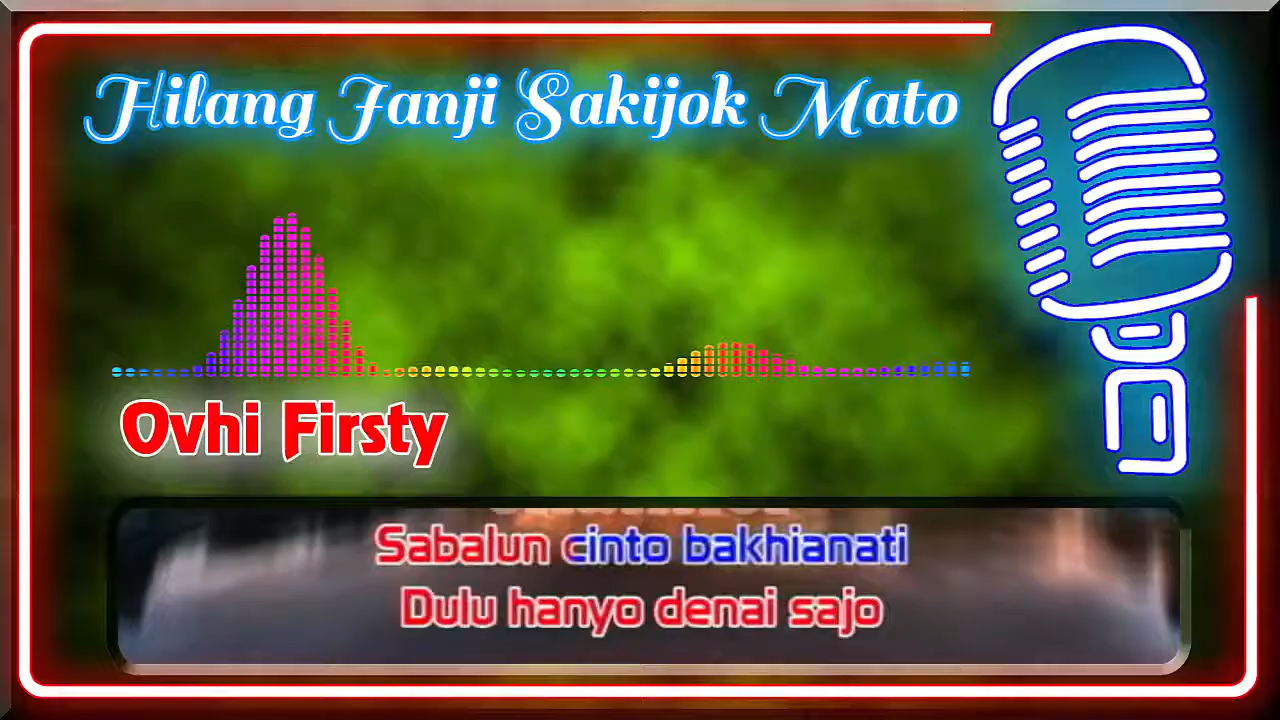 Hilang Janji Sakijok Mato
Ovhi Firsty
Sabalun cinto bakhianati
Dulu hanyo denai sajo